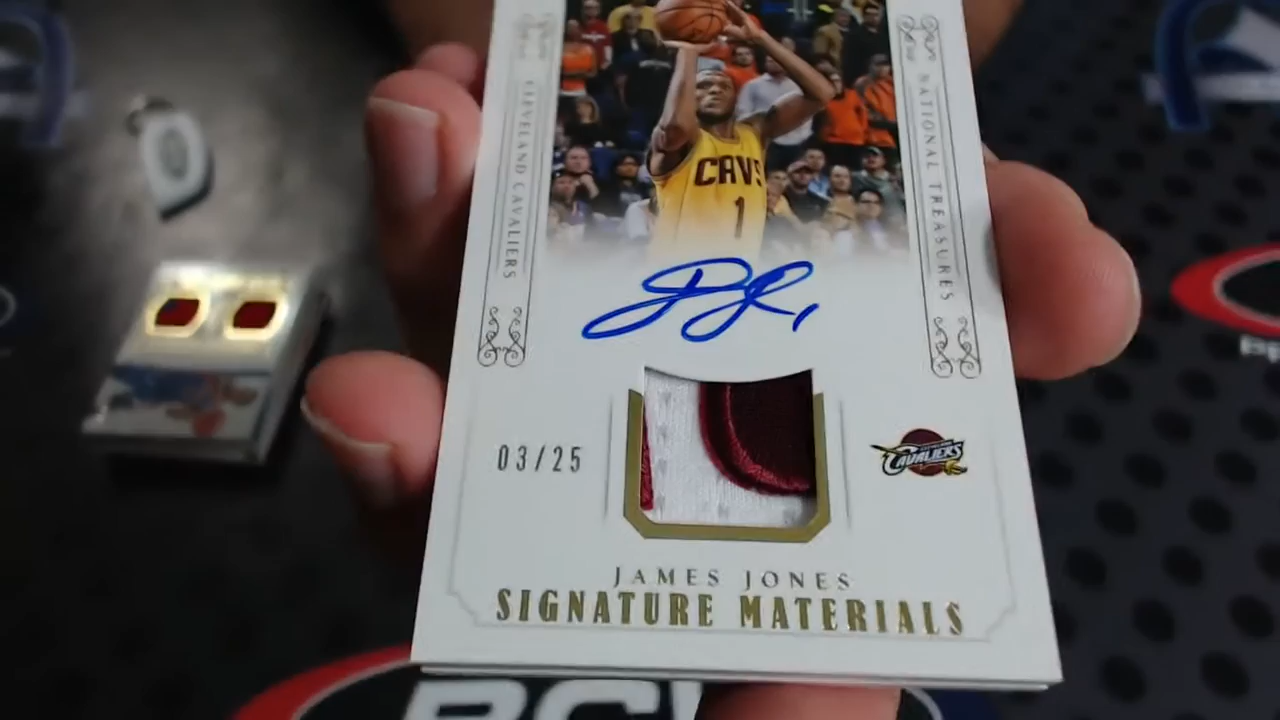 CLEVELAND CAVALIERS
NATIONAL TREASURES
CAVS
1
03/25
CAVALIERS
JAMES JONES
SIGNATURE MATERIALS